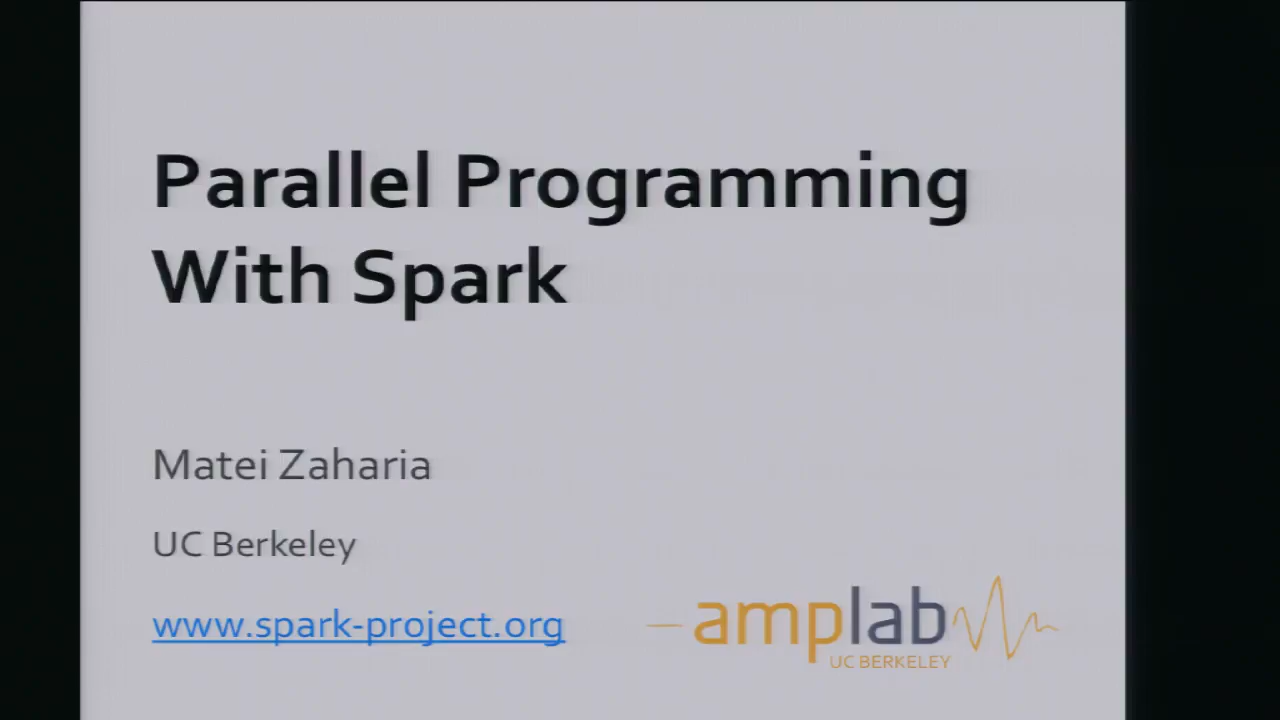 Parallel Programming
With Spark
Matei Zaharia
UC Berkeley
www.spark-project.org
amplab
UC BERKELEY